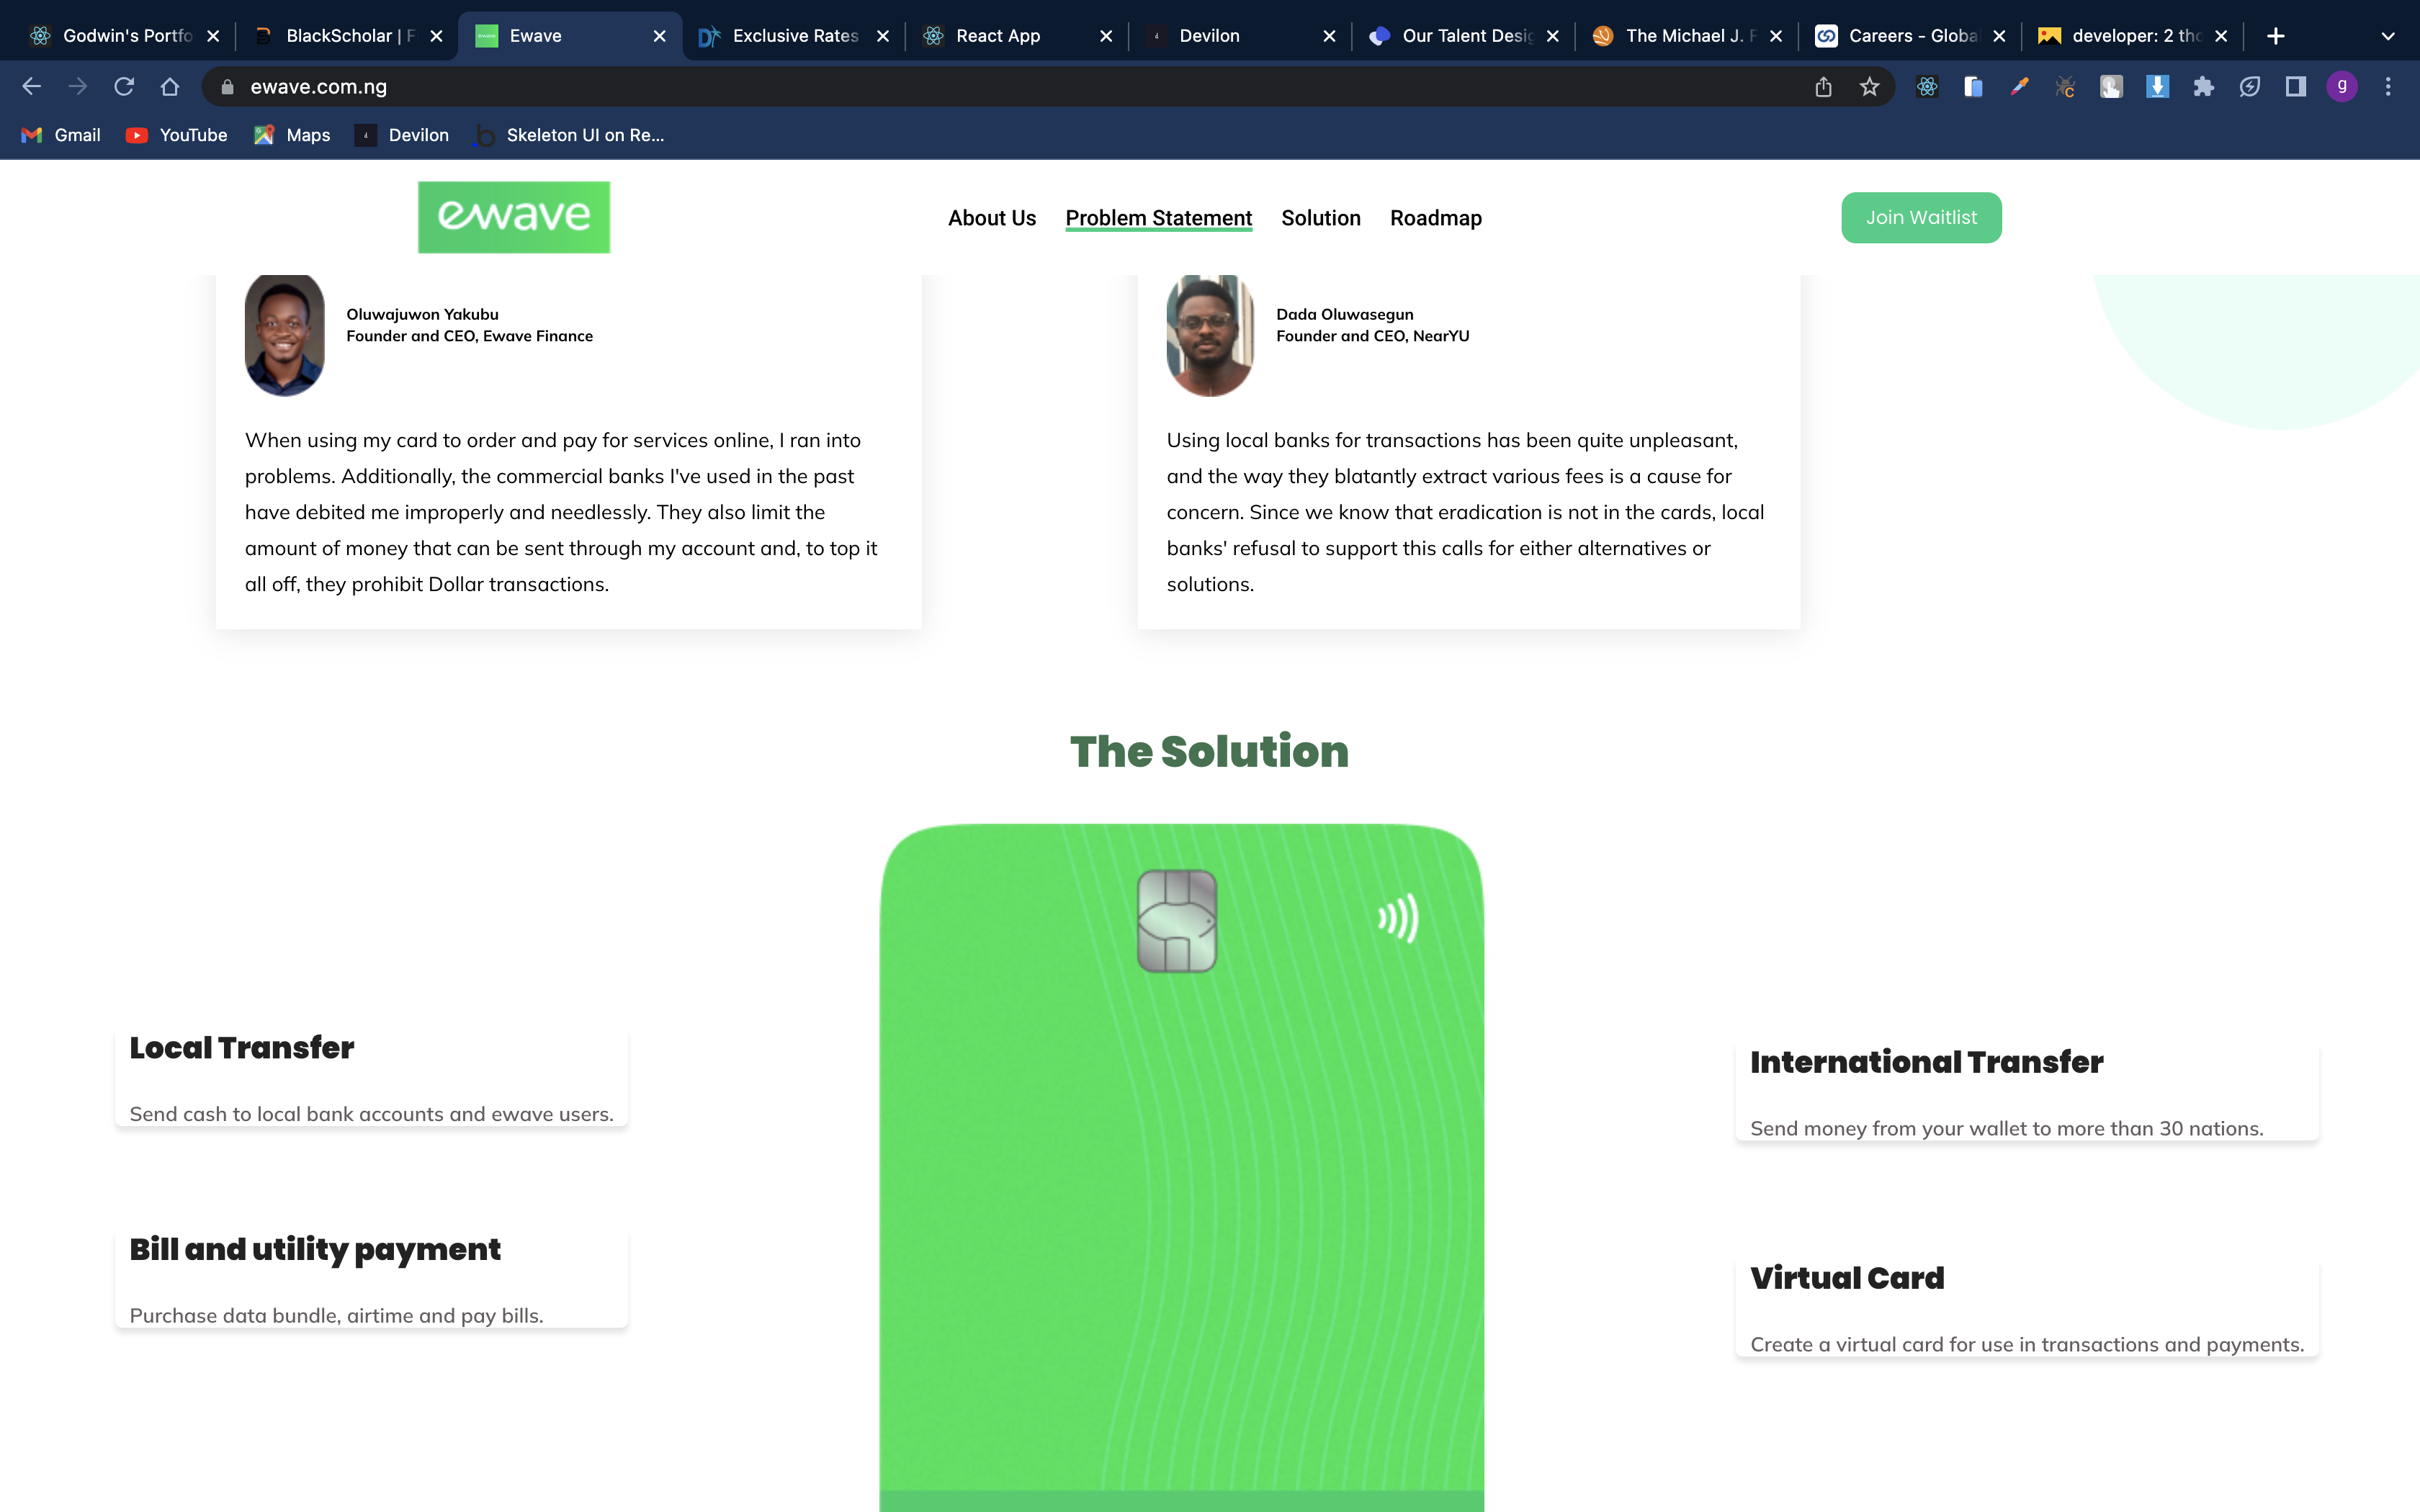 Godwin's Portfo
BlackScholar | F
Ewave
Exclusive Rates
React App
Devilon
Our Talent Desig
The Michael J. F
Careers - Globa
developer: 2 tho
ewave.com.ng
g
Gmail
YouTube
Maps
Devilon
Skeleton UI on Re...
ewave
About Us
Problem Statement
Solution
Roadmap
Join Waitlist
Oluwajuwon Yakubu
Founder and CEO, Ewave Finance
When using my card to order and pay for services online, I ran into
problems. Additionally, the commercial banks I've used in the past
have debited me improperly and needlessly. They also limit the
amount of money that can be sent through my account and, to top it
all off, they prohibit Dollar transactions.
Dada Oluwasegun
Founder and CEO, NearYU
Using local banks for transactions has been quite unpleasant,
and the way they blatantly extract various fees is a cause for
concern. Since we know that eradication is not in the cards, local
banks' refusal to support this calls for either alternatives or
solutions.
The Solution
Local Transfer
Send cash to local bank accounts and ewave users.
Bill and utility payment
Purchase data bundle, airtime and pay bills.
International Transfer
Send money from your wallet to more than 30 nations.
Virtual Card
Create a virtual card for use in transactions and payments.